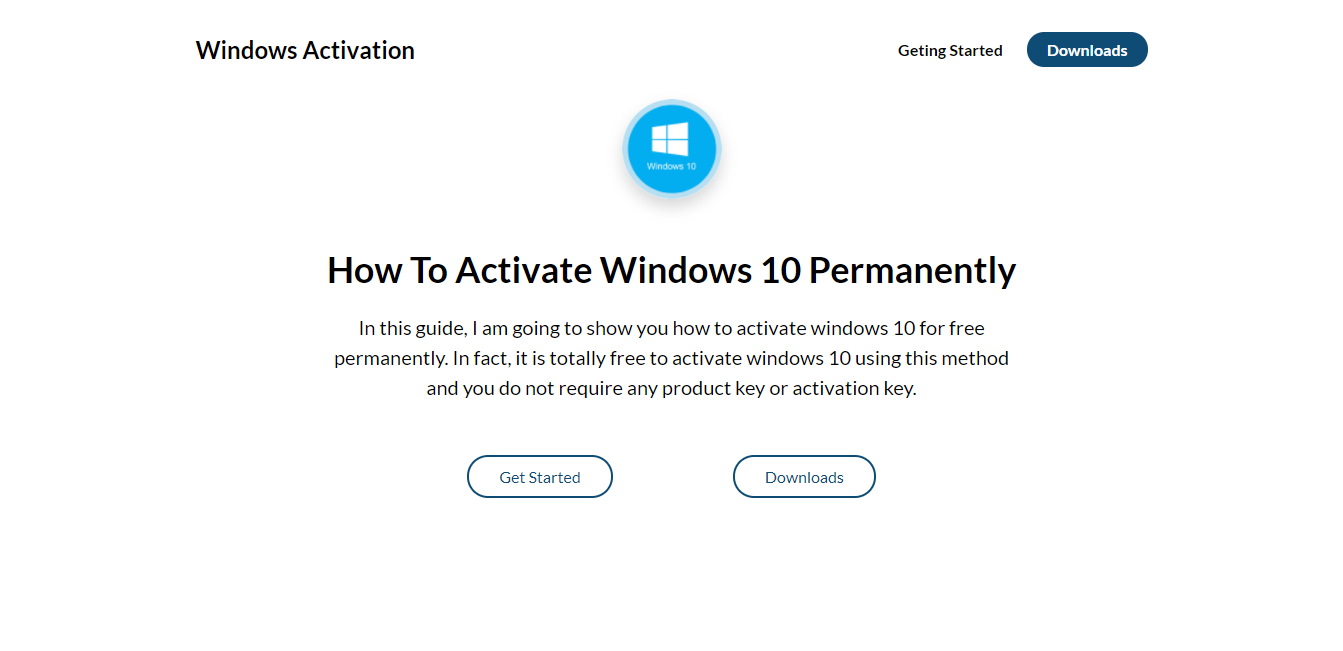 Windows Activation
Geting Started
Downloads
Windows 10
How To Activate Windows 10 Permanently
In this guide, I am going to show you how to activate windows 10 for free
permanently. In fact, it is totally free to activate windows 10 using this method
and you do not require any product key or activation key.
Get Started
Downloads